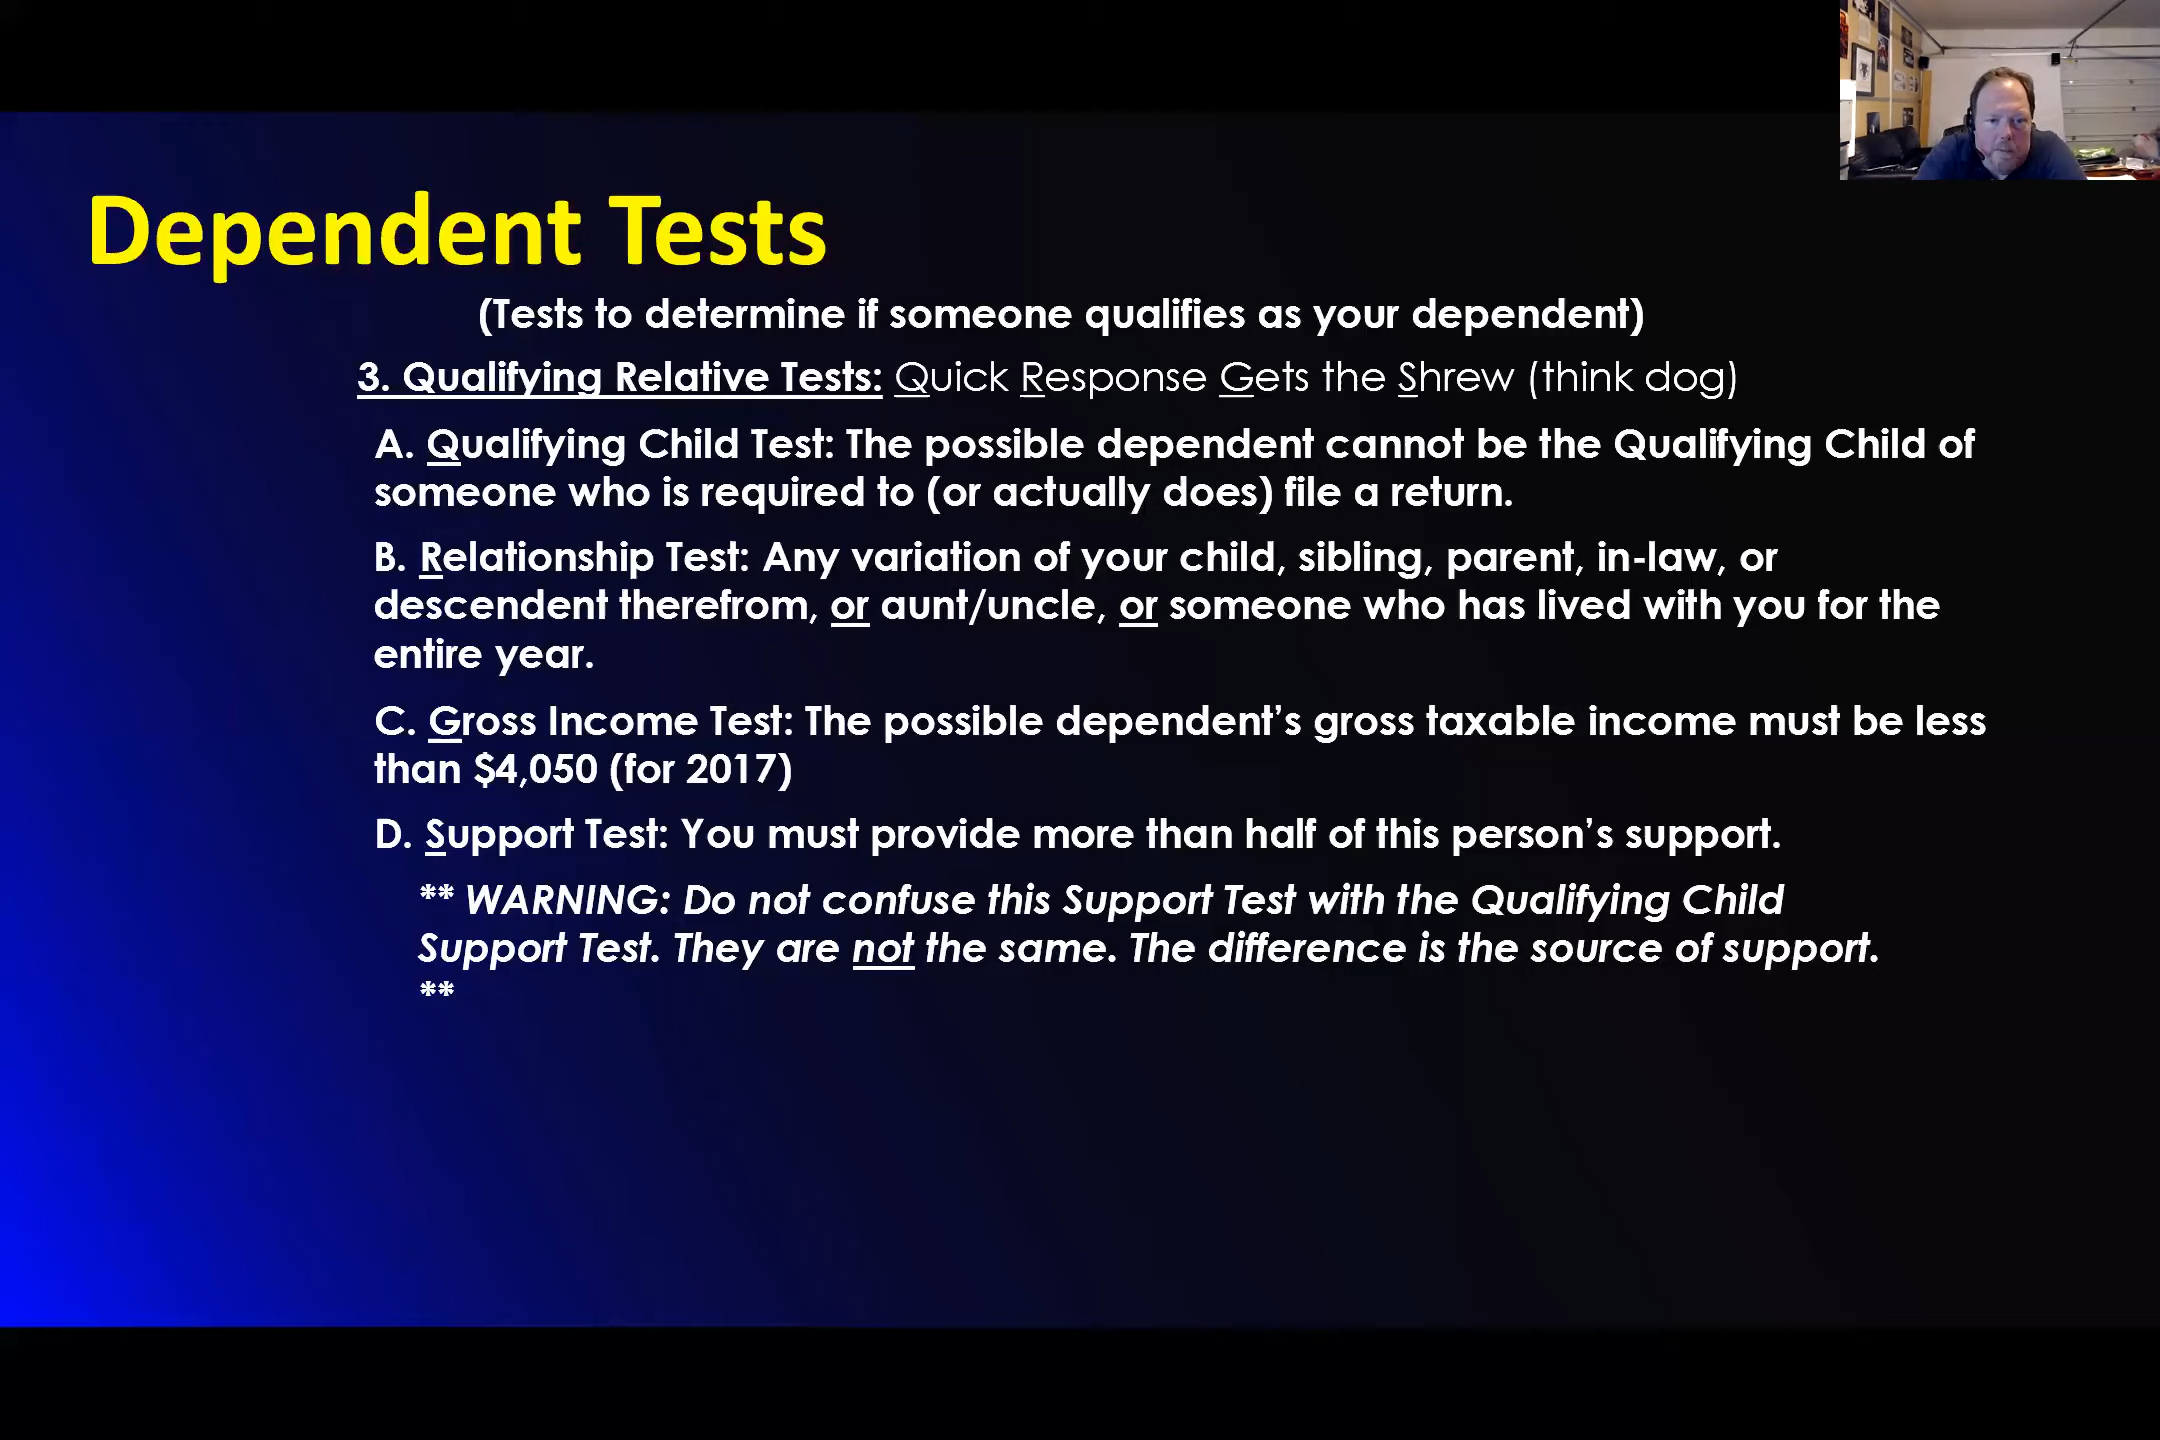 Dependent Tests
(Tests to determine if someone qualifies as your dependent)
3. Qualifying Relative Tests: Quick Response Gets the Shrew (think dog)
A. Qualifying Child Test: The possible dependent cannot be the Qualifying Child of
someone who is required to (or actually does) file a return.
B. Relationship Test: Any variation of your child, sibling, parent, in-law, or
descendent therefrom, or aunt/uncle, or someone who has lived with you for the
entire year.
C. Gross Income Test: The possible dependent’s gross taxable income must be less
than $4,050 (for 2017)
D. Support Test: You must provide more than half of this person’s support.
** WARNING: Do not confuse this Support Test with the Qualifying Child
Support Test. They are not the same. The difference is the source of support.
**